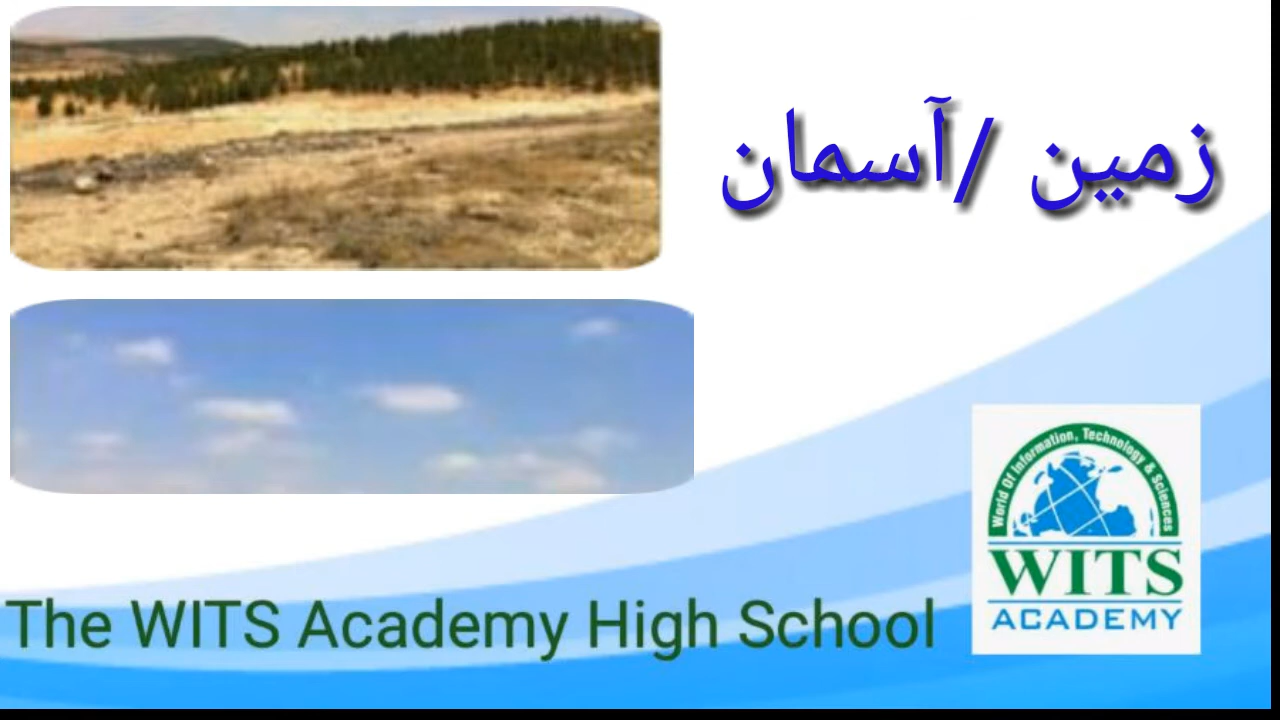 زمین /آسمان
World Of Information, Technology & Sciences
WITS
ACADEMY
The WITS Academy High School